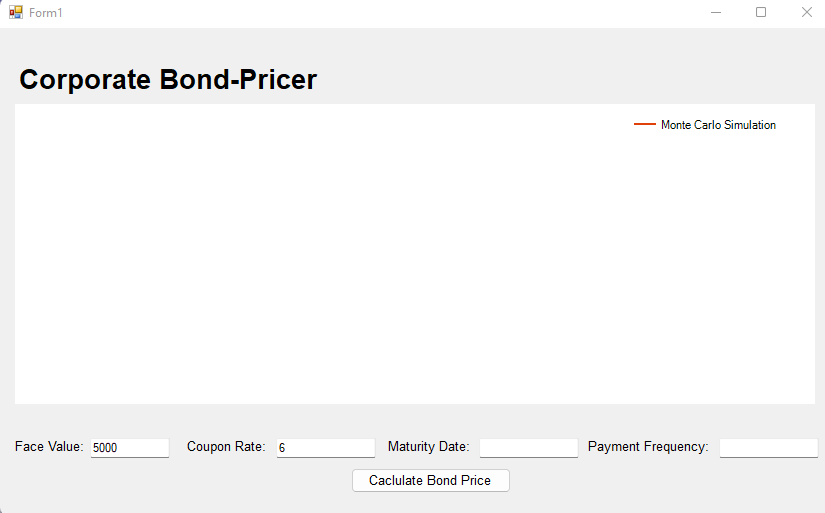 Form1
Corporate Bond-Pricer
Monte Carlo Simulation
Face Value: 5000 Coupon Rate: 6 Maturity Date: Payment Frequency:
Caclulate Bond Price